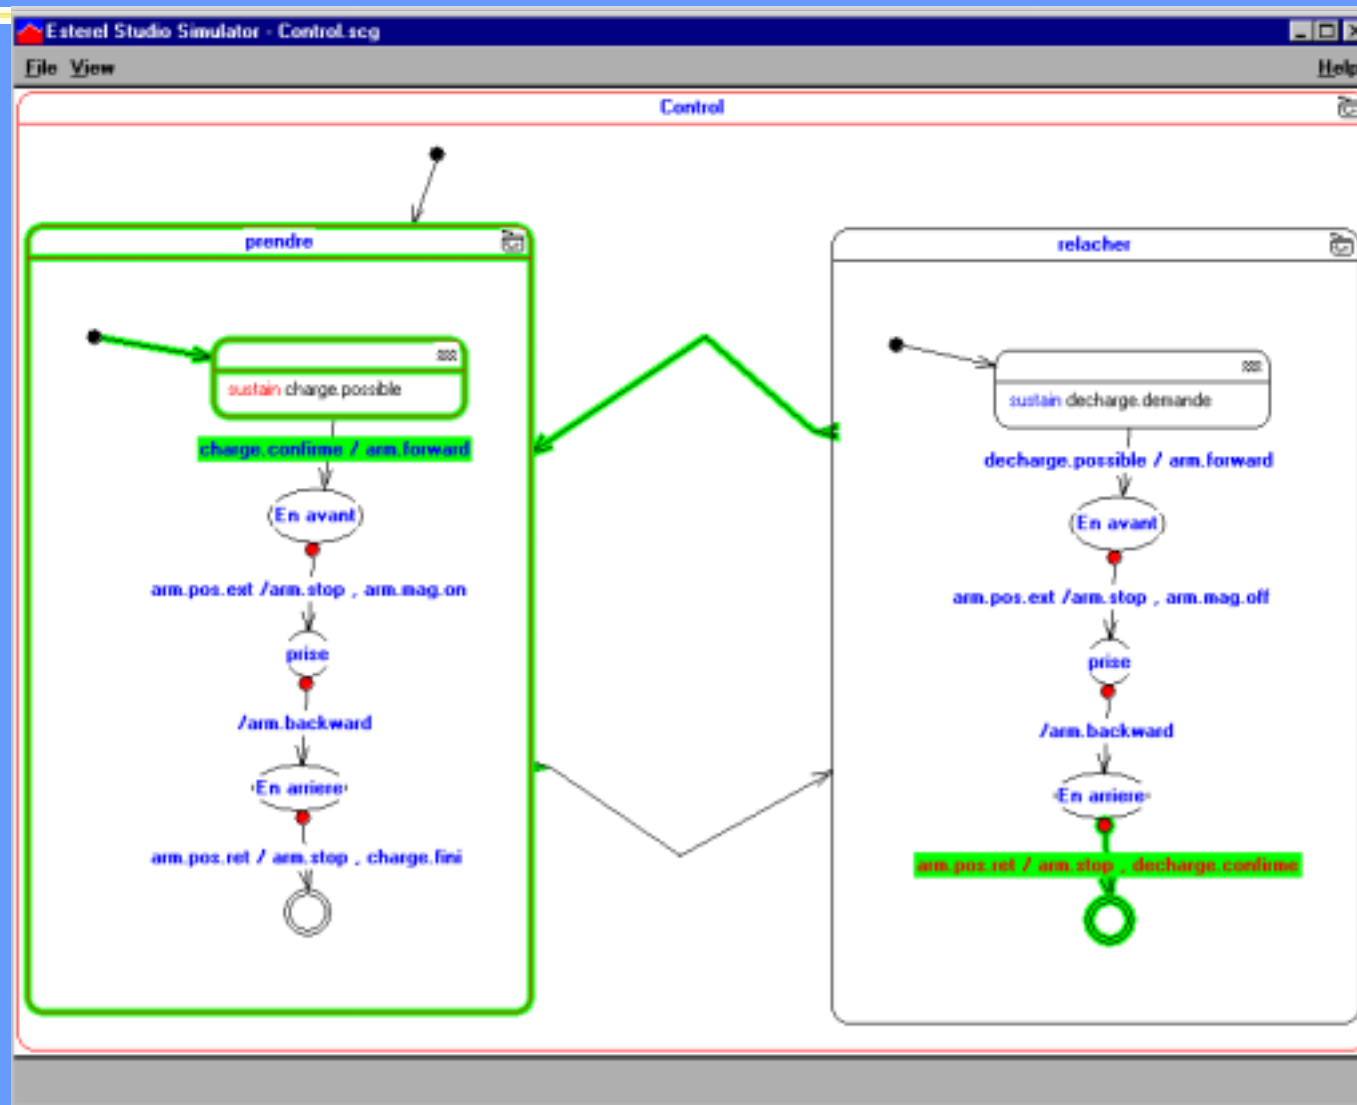 Esterel Studio Simulator - Control.scg
File View Help
Control
prendre
sustain charge.possible
charge.confirme / arm.forward
En avant
arm.pos.ext /arm.stop , arm.mag.on
prise
/arm.backward
En arriere
arm.pos.ret / arm.stop , charge.fini
relacher
sustain decharge.demande
decharge.possible / arm.forward
En avant
arm.pos.ext /arm.stop , arm.mag.off
prise
/arm.backward
En arriere
arm.pos.ret / arm.stop , decharge.confirme